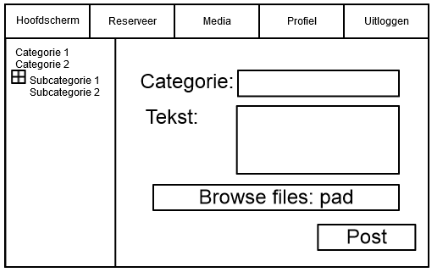 Hoofdscherm
Reserveer
Media
Profiel
Uitloggen
Categorie 1
Categorie 2
Subcategorie 1
Subcategorie 2
Categorie:
Tekst:
Browse files: pad
Post